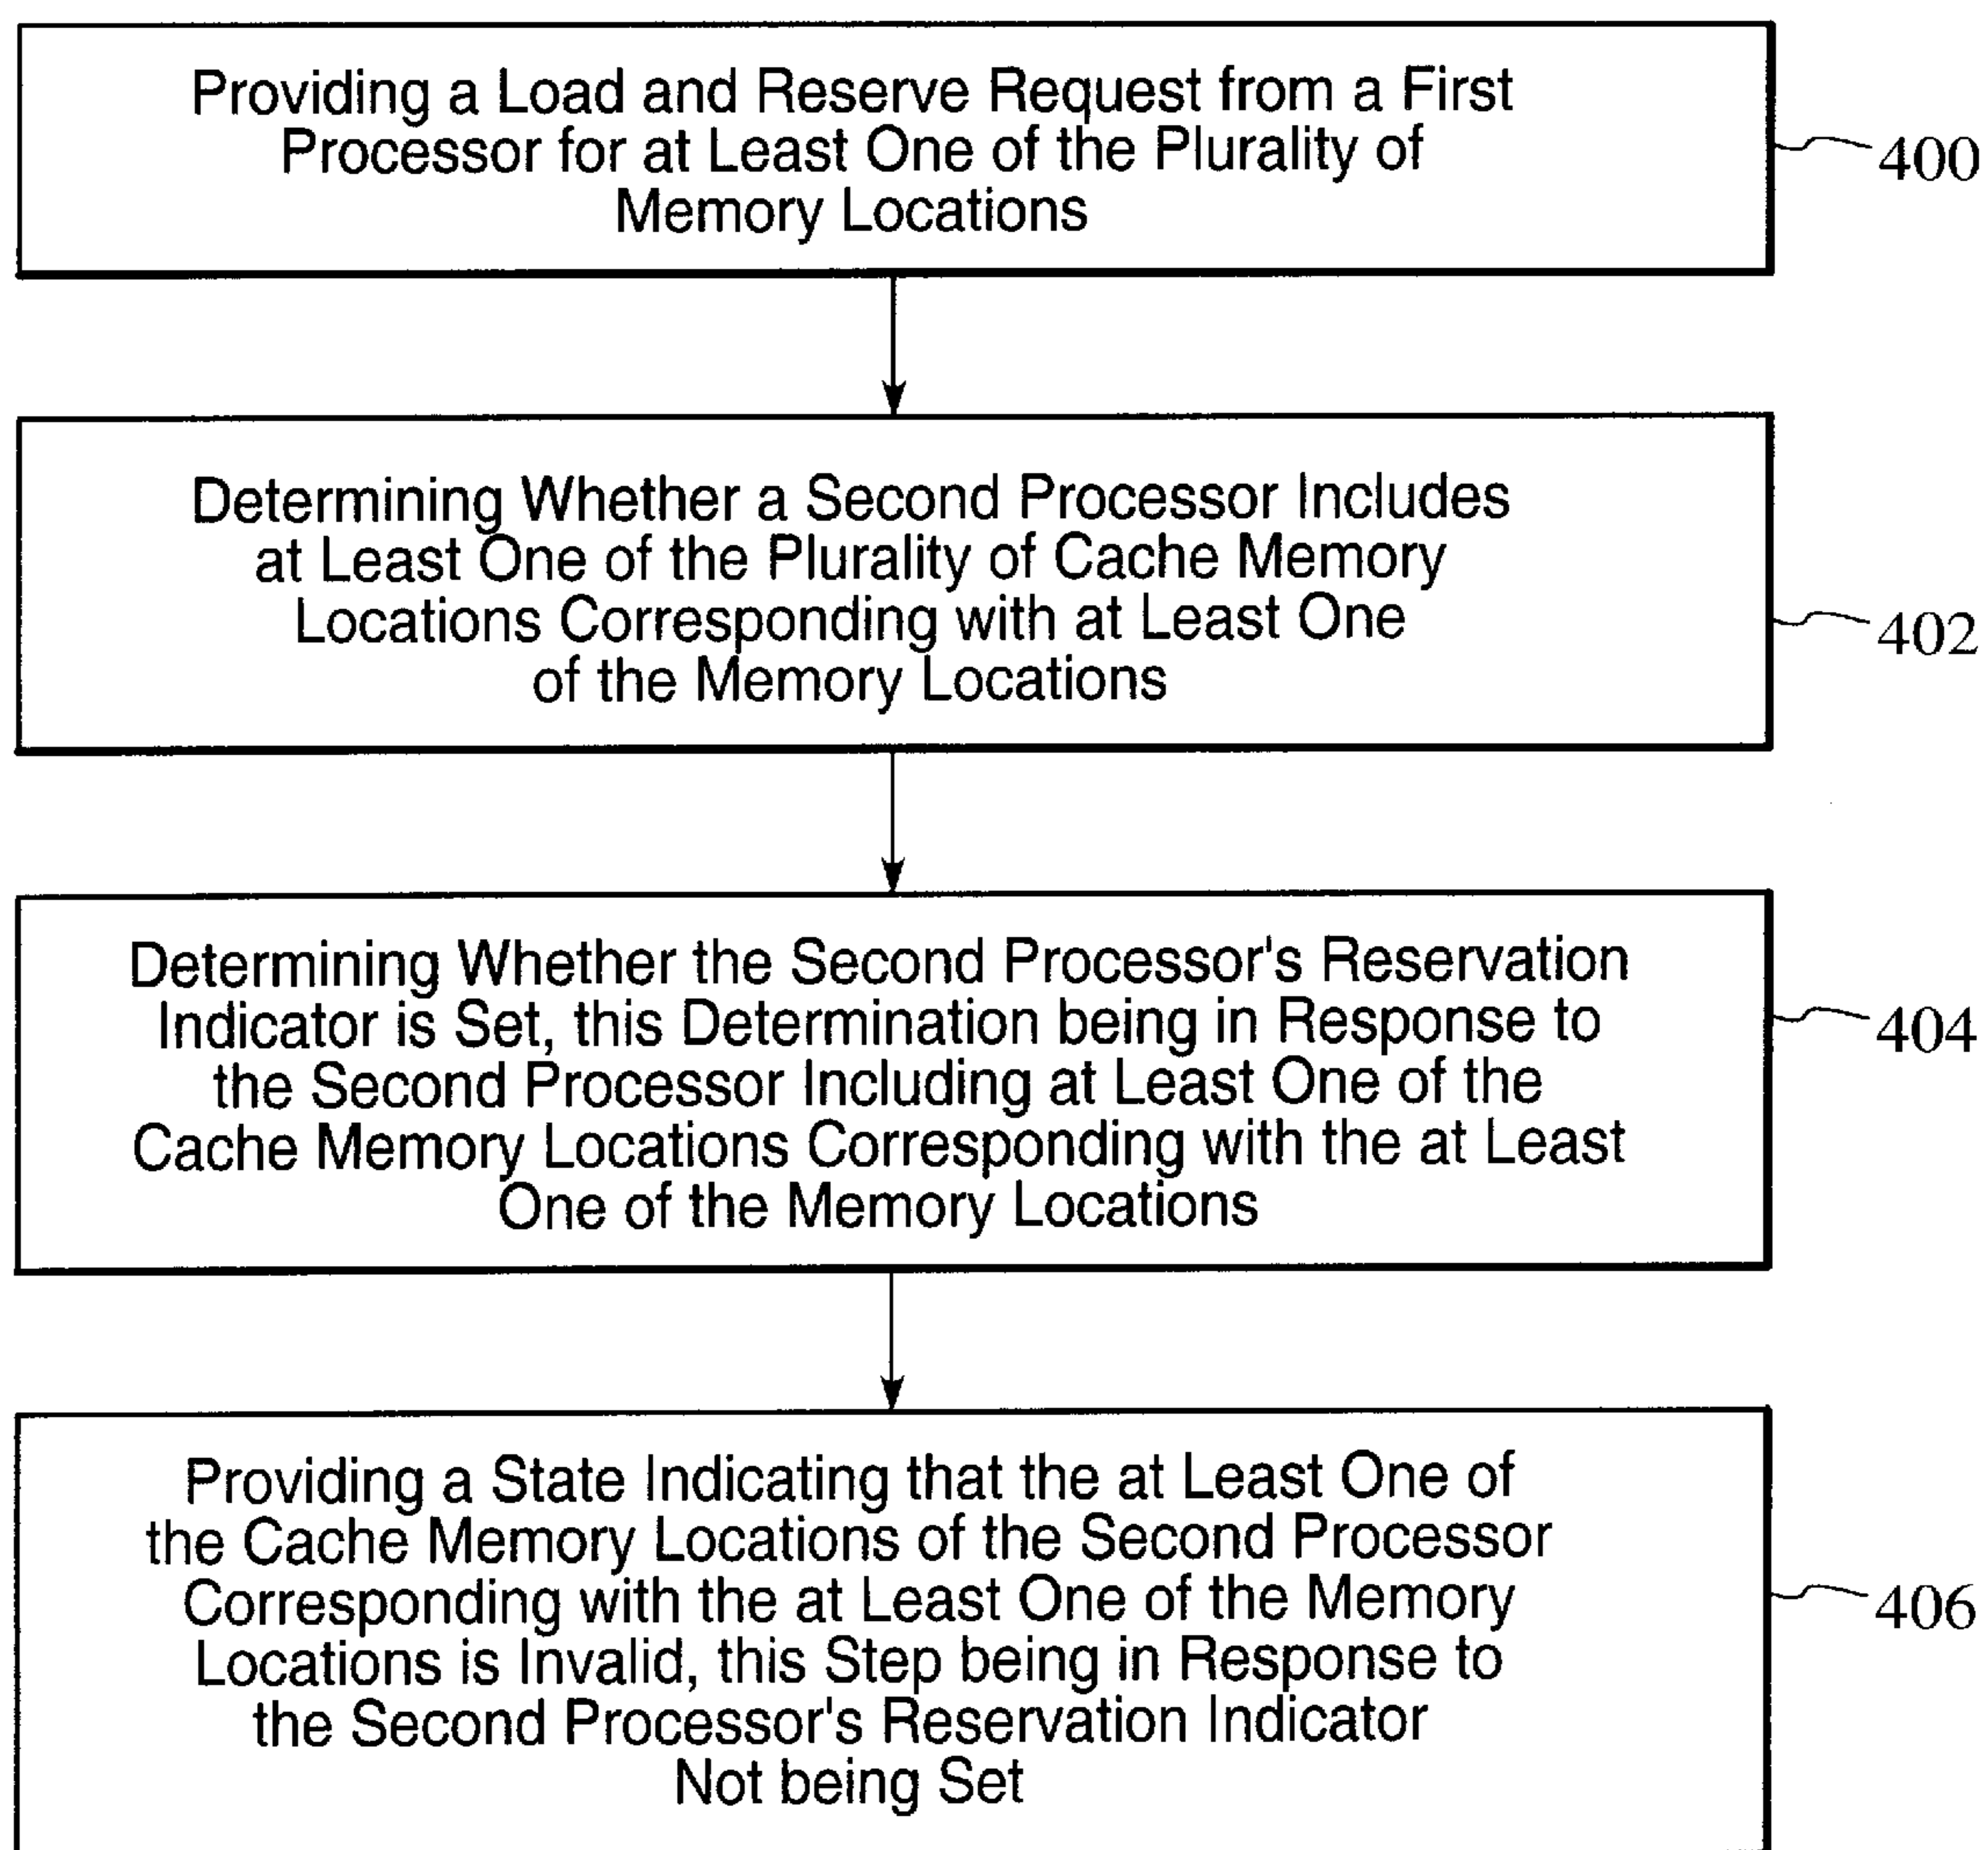 Providing a Load and Reserve Request from a First
Processor for at Least One of the Plurality of
Memory Locations
400
Determining Whether a Second Processor Includes
at Least One of the Plurality of Cache Memory
Locations Corresponding with at Least One
of the Memory Locations
402
Determining Whether the Second Processor's Reservation
Indicator is Set, this Determination being in Response to
the Second Processor Including at Least One of the
Cache Memory Locations Corresponding with the at Least
One of the Memory Locations
404
Providing a State Indicating that the at Least One of
the Cache Memory Locations of the Second Processor
Corresponding with the at Least One of the Memory
Locations is Invalid, this Step being in Response to
the Second Processor's Reservation Indicator
Not being Set
406